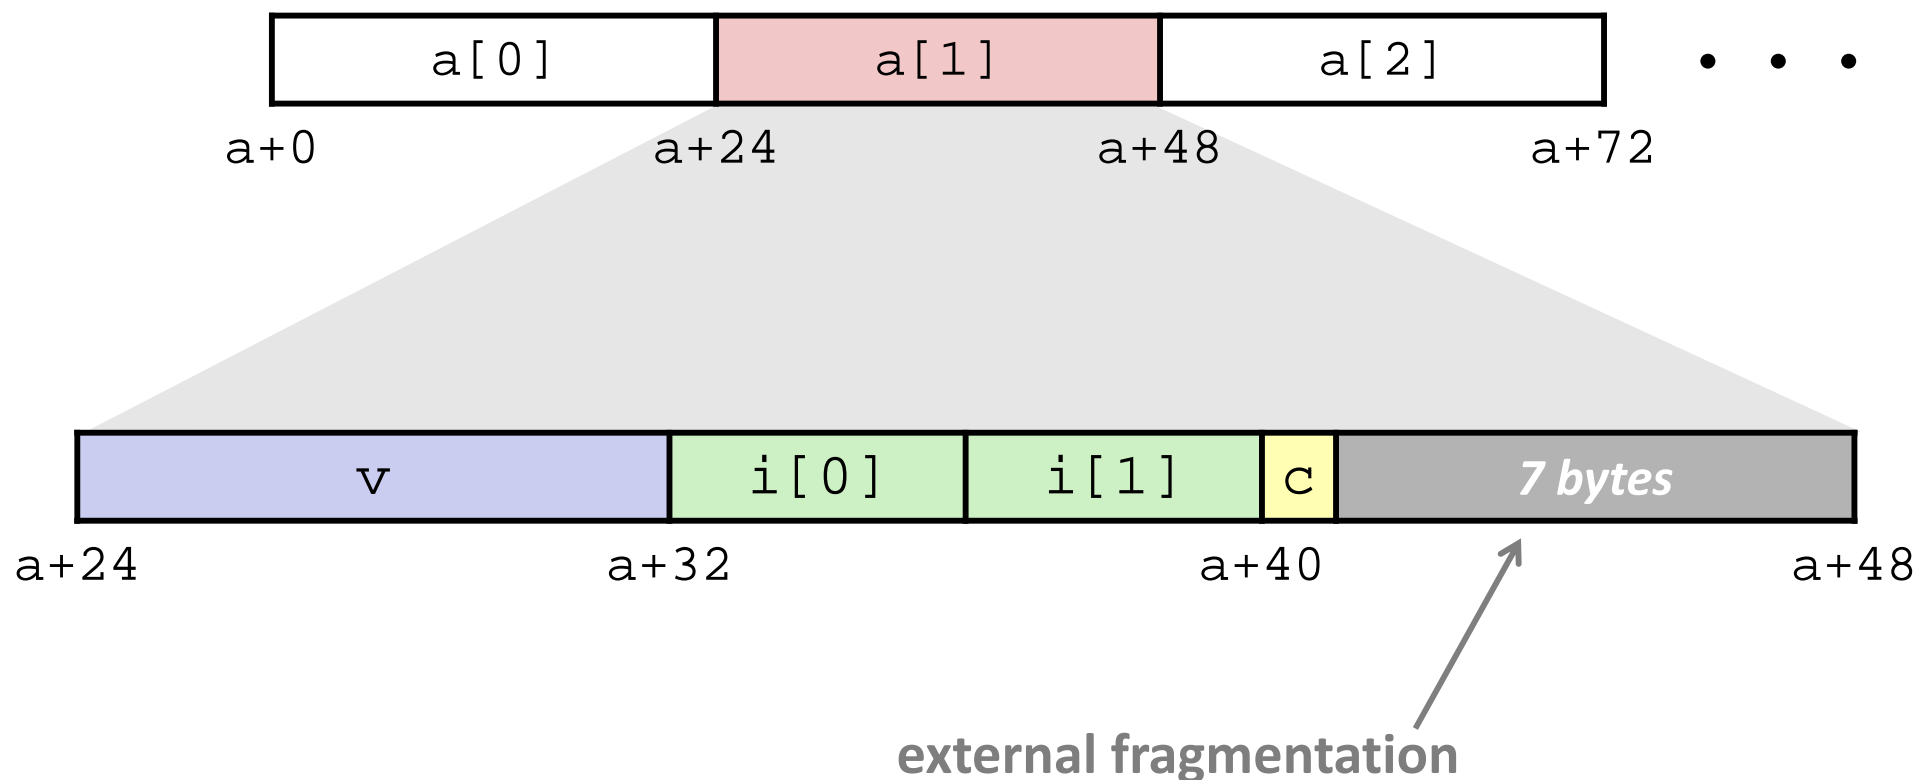 a[0] a[1] a[2] • • •
a+0 a+24 a+48 a+72
v i[0] i[1] c 7 bytes
a+24 a+32 a+40 a+48
external fragmentation